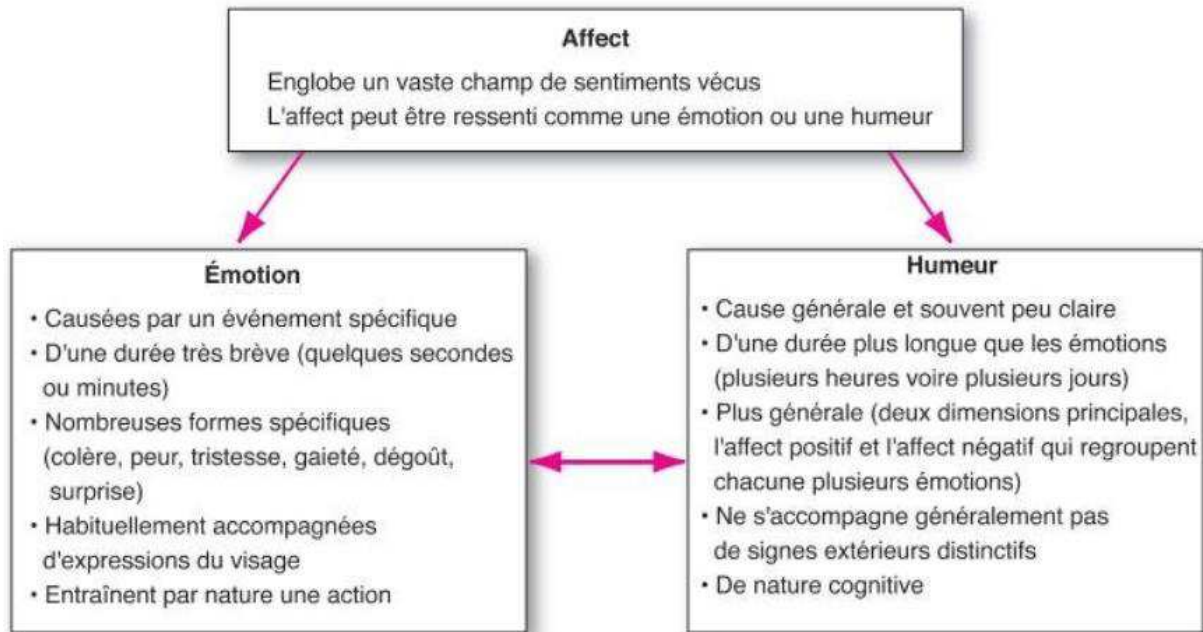 Affect
Englobe un vaste champ de sentiments vécus
L'affect peut être ressenti comme une émotion ou une humeur
Émotion
• Causées par un événement spécifique
• D'une durée très brève (quelques secondes
ou minutes)
• Nombreuses formes spécifiques
(colère, peur, tristesse, gaieté, dégoût,
surprise)
• Habituellement accompagnées
d'expressions du visage
• Entraînent par nature une action
Humeur
• Cause générale et souvent peu claire
• D'une durée plus longue que les émotions
(plusieurs heures voire plusieurs jours)
• Plus générale (deux dimensions principales,
l'affect positif et l'affect négatif qui regroupent
chacune plusieurs émotions)
• Ne s'accompagne généralement pas
de signes extérieurs distinctifs
• De nature cognitive